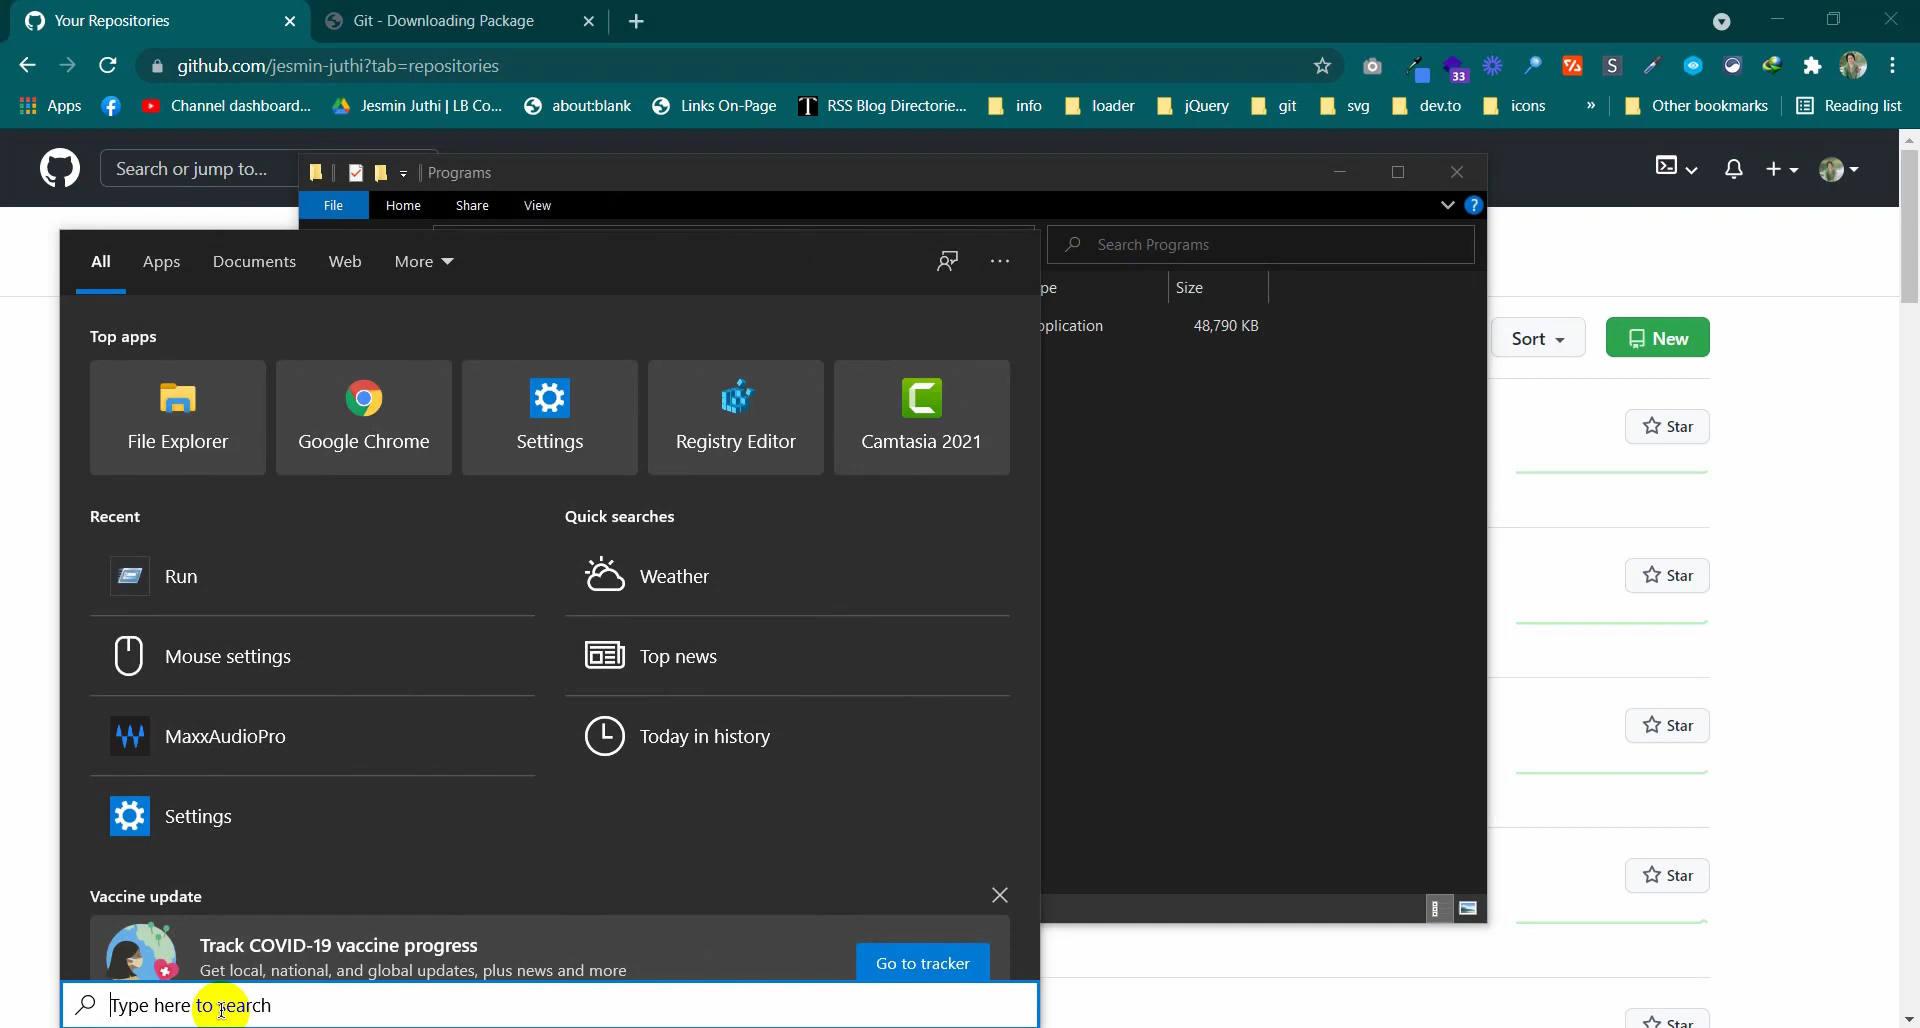 Your Repositories
Git - Downloading Package
github.com/jesmin-juthi?tab=repositories
33
S
Apps
Channel dashboard...
Jesmin Juthi | LB Co...
about:blank
Links On-Page
T
RSS Blog Directorie...
info
loader
jQuery
git
svg
dev.to
icons
»
Other bookmarks
Reading list
Search or jump to...
Programs
File
Home
Share
View
?
Search Programs
pe
Size
pplication
48,790 KB
Sort
New
Star
Star
Star
Star
Star
All
Apps
Documents
Web
More
Top apps
File Explorer
Google Chrome
Settings
Registry Editor
Camtasia 2021
Recent
Quick searches
Run
Weather
Mouse settings
Top news
MaxxAudioPro
Today in history
Settings
Vaccine update
Track COVID-19 vaccine progress
Get local, national, and global updates, plus news and more
Go to tracker
Type here to search